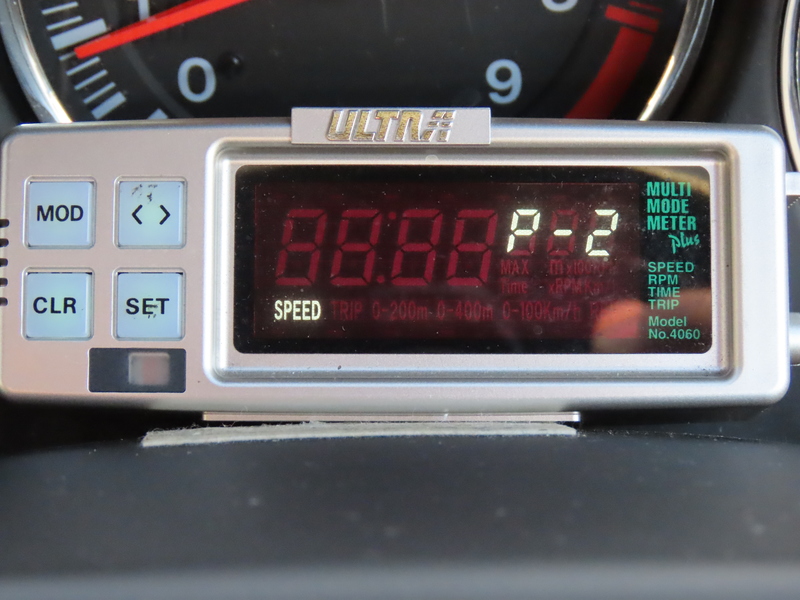 0
9
ULTRA
MOD
< >
CLR
SET
88:88
P-2
MAX
Time
SPEED TRIP 0-200m 0-400m 0-100Km/h
MULTI
MODE
METER
plus
SPEED
RPM
TIME
TRIP
Model
No.4060